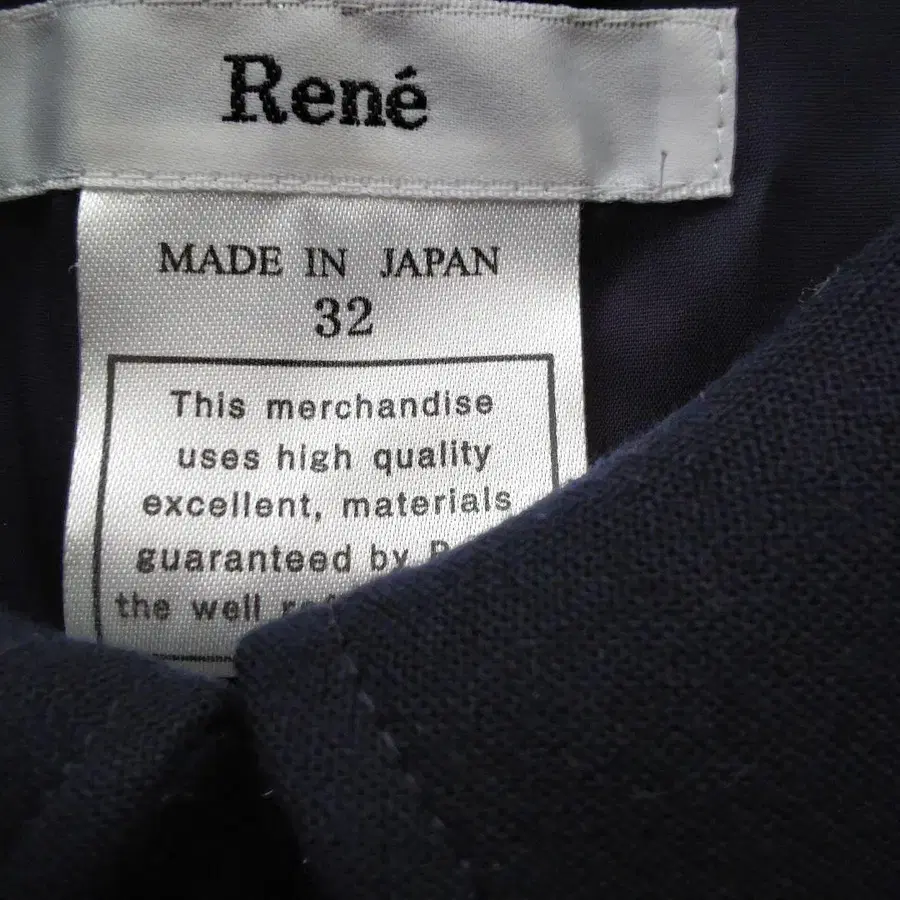 René
MADE IN JAPAN
32
This merchandise
uses high quality
excellent, materials
guaranteed by
the well